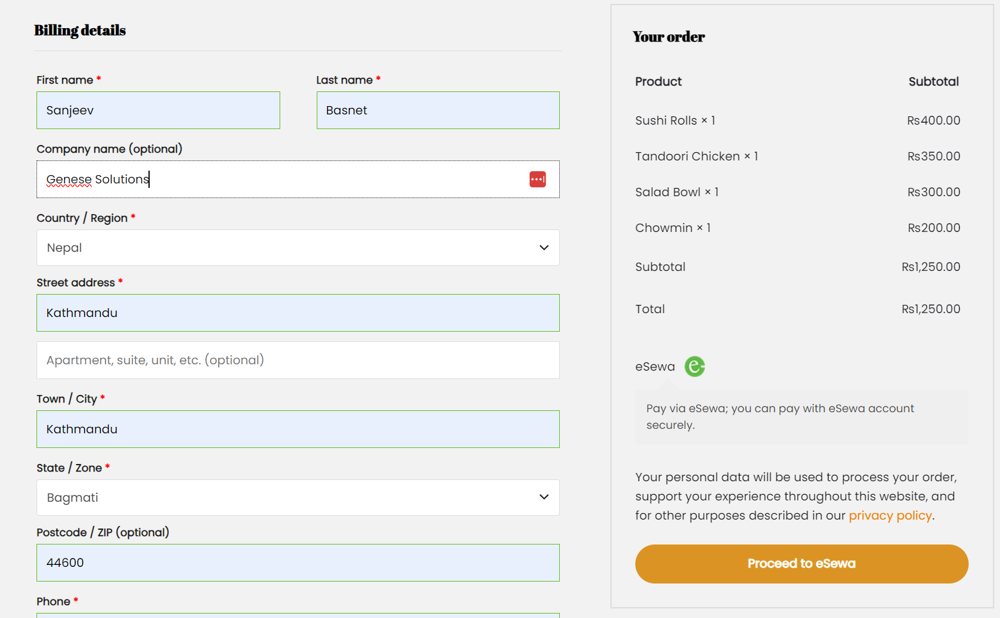 Billing details
First name *
Last name *
Sanjeev
Basnet
Company name (optional)
Genese Solutions
Country / Region *
Nepal
Street address *
Kathmandu
Apartment, suite, unit, etc. (optional)
Town / City *
Kathmandu
State / Zone *
Bagmati
Postcode / ZIP (optional)
44600
Phone *
Your order
Product Subtotal
Sushi Rolls × 1 Rs400.00
Tandoori Chicken × 1 Rs350.00
Salad Bowl × 1 Rs300.00
Chowmin × 1 Rs200.00
Subtotal Rs1,250.00
Total Rs1,250.00
eSewa e
Pay via eSewa; you can pay with eSewa account
securely.
Your personal data will be used to process your order,
support your experience throughout this website, and
for other purposes described in our privacy policy.
Proceed to eSewa